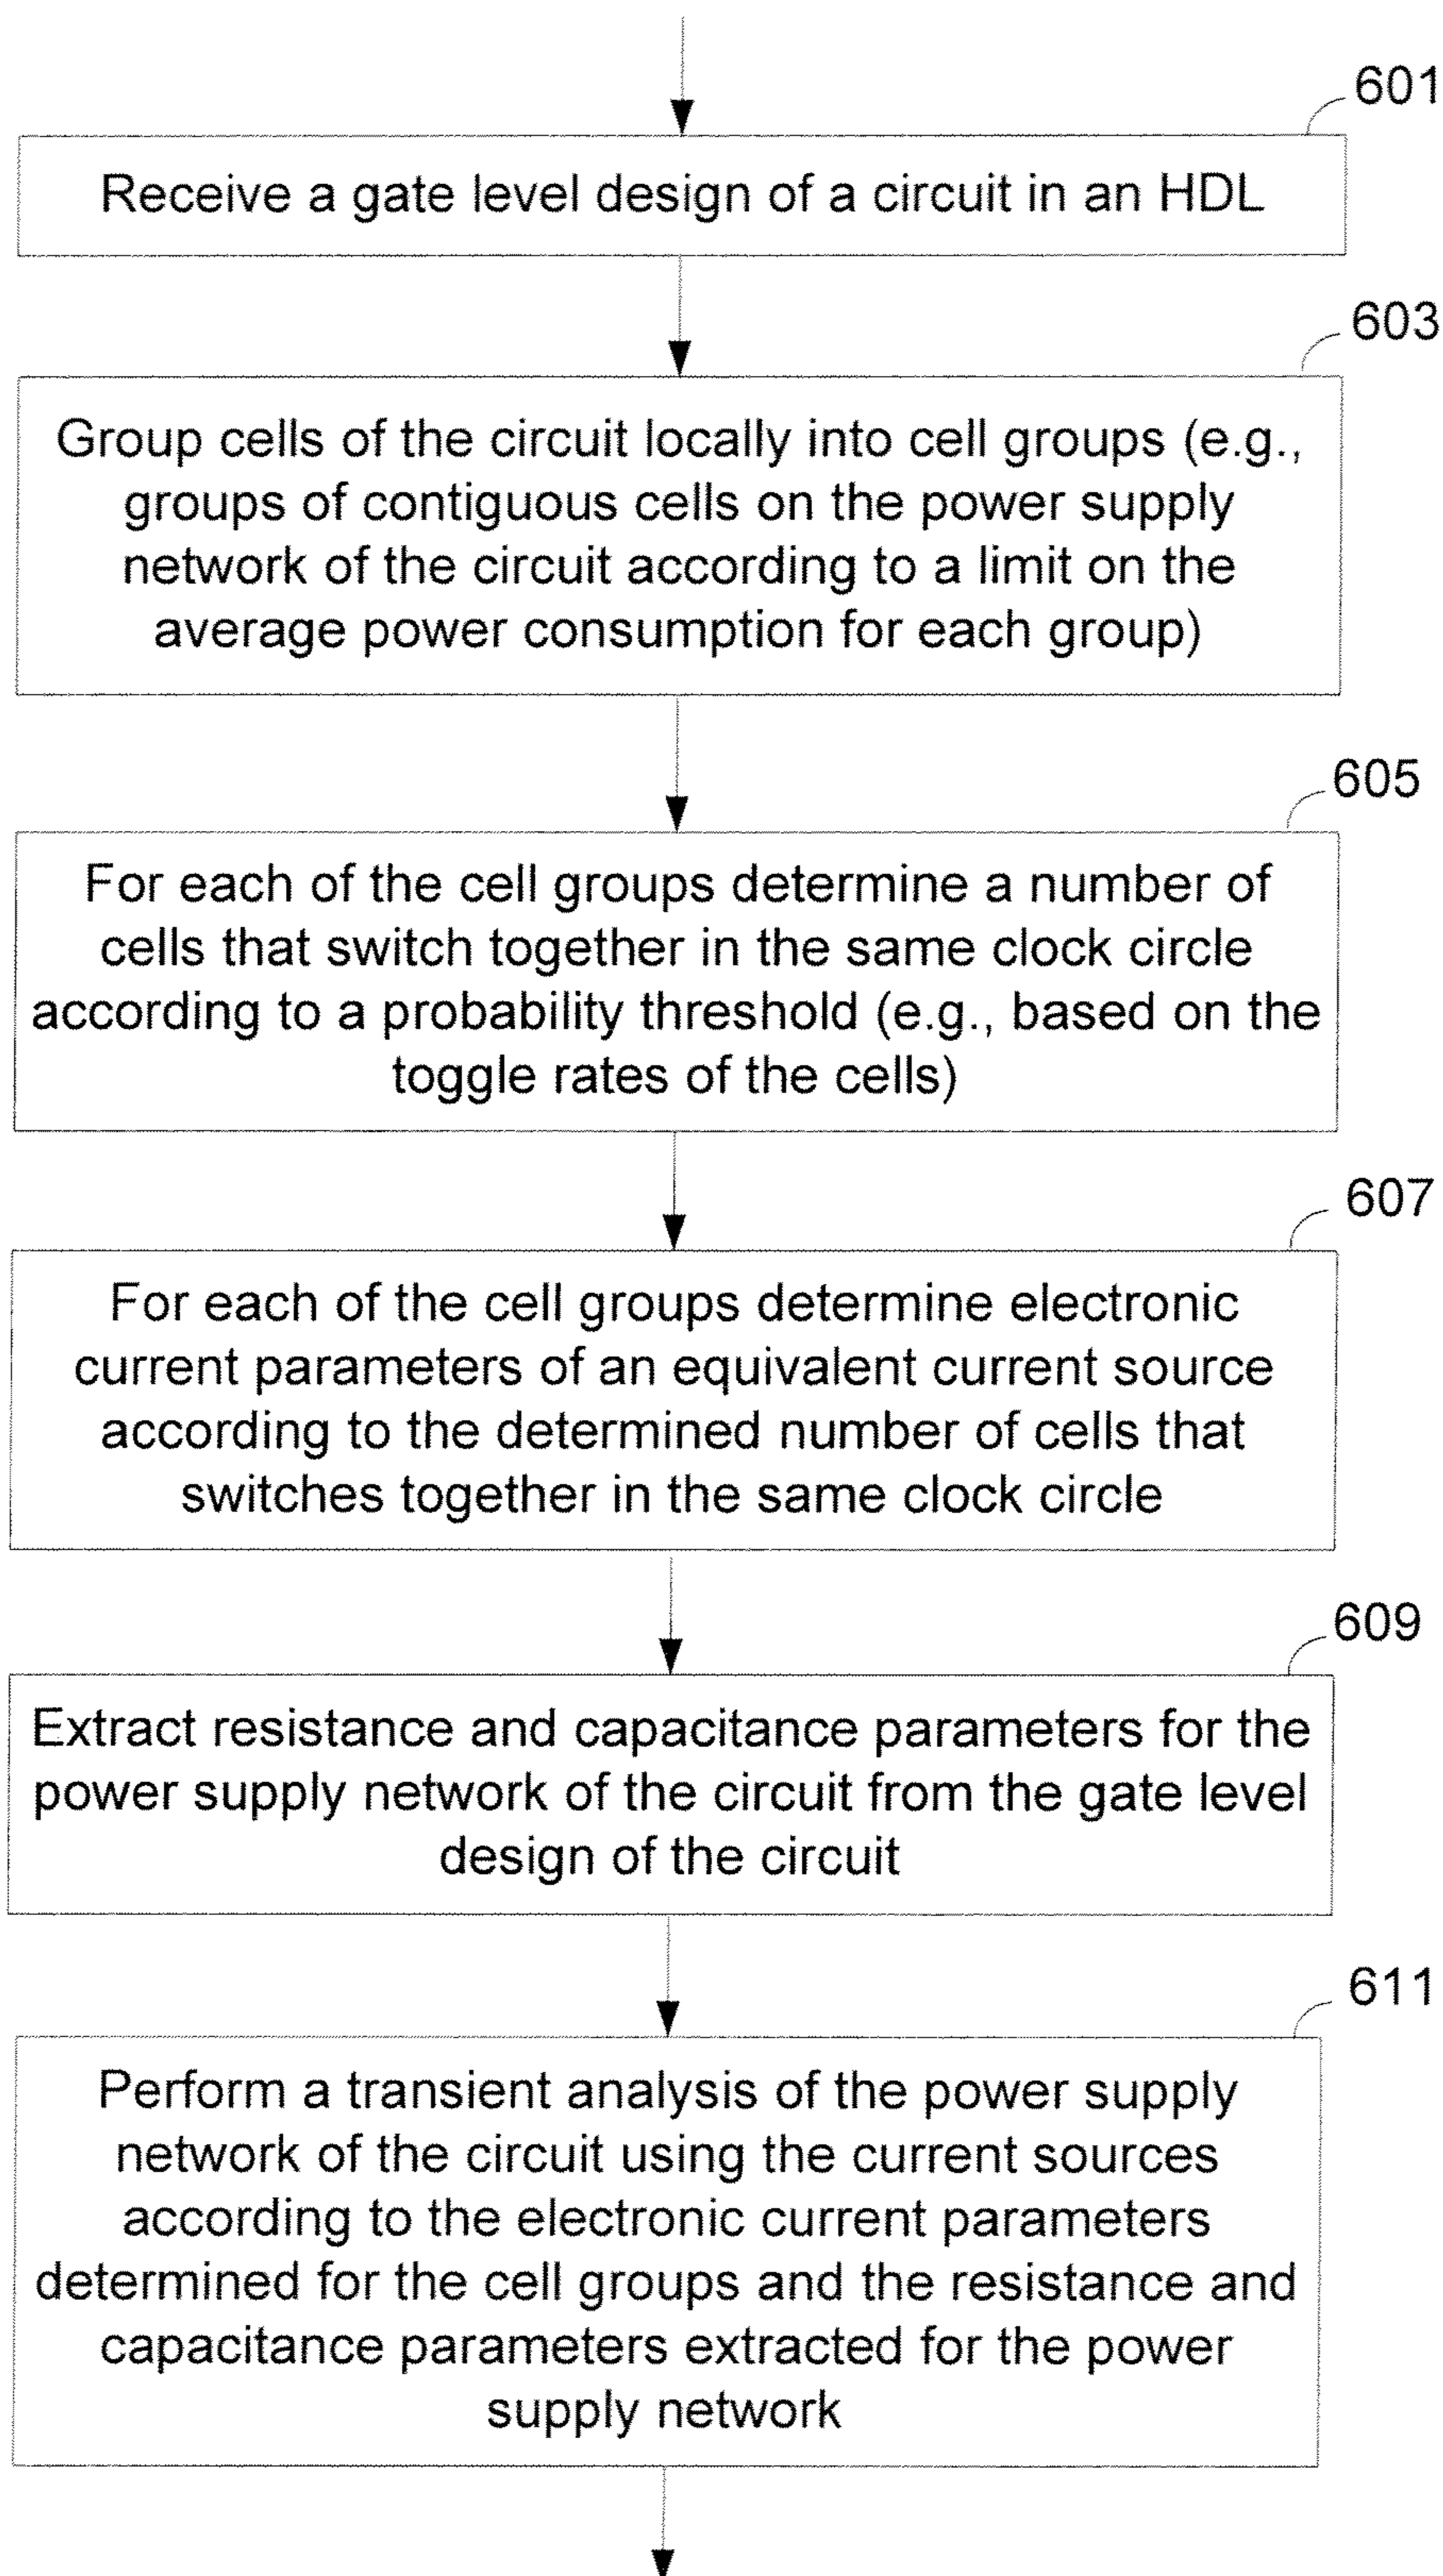 601
Receive a gate level design of a circuit in an HDL
603
Group cells of the circuit locally into cell groups (e.g.,
groups of contiguous cells on the power supply
network of the circuit according to a limit on the
average power consumption for each group)
605
For each of the cell groups determine a number of
cells that switch together in the same clock circle
according to a probability threshold (e.g., based on the
toggle rates of the cells)
607
For each of the cell groups determine electronic
current parameters of an equivalent current source
according to the determined number of cells that
switches together in the same clock circle
609
Extract resistance and capacitance parameters for the
power supply network of the circuit from the gate level
design of the circuit
611
Perform a transient analysis of the power supply
network of the circuit using the current sources
according to the electronic current parameters
determined for the cell groups and the resistance and
capacitance parameters extracted for the power
supply network